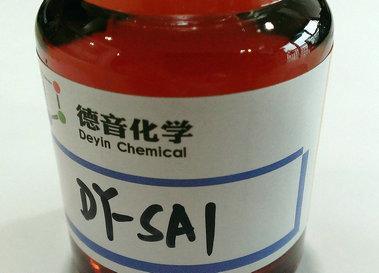 德音化学
Deyin Chemical
DY-SA1